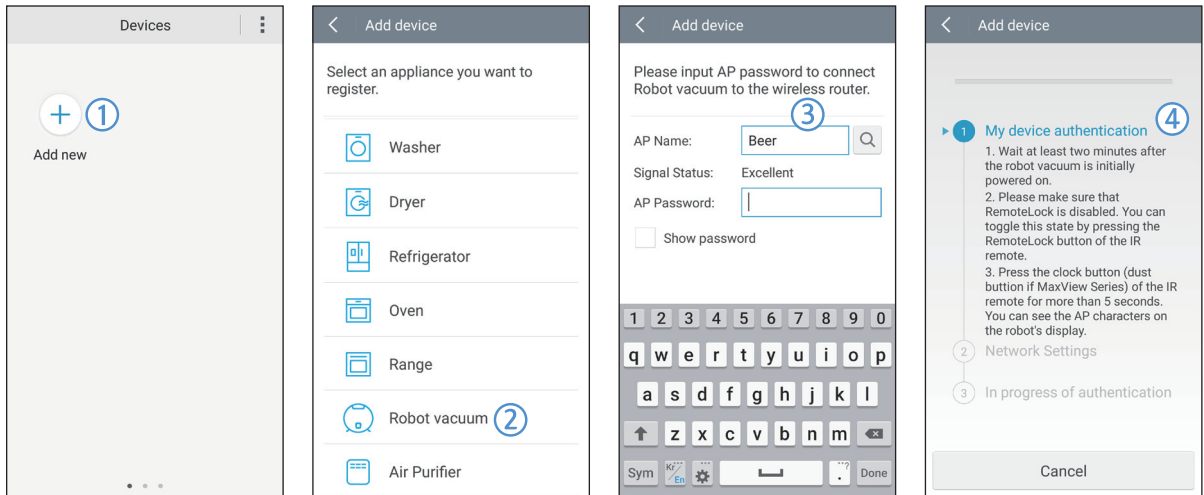 Devices
①
Add new
Add device
Select an appliance you want to
register.
Washer
Dryer
Refrigerator
Oven
Range
Robot vacuum ②
Air Purifier
Add device
Please input AP password to connect
Robot vacuum to the wireless router.
③
AP Name: Beer
Signal Status: Excellent
AP Password:
Show password
1 2 3 4 5 6 7 8 9 0
q w e r t y u i o p
a s d f g h j k l
z x c v b n m
Sym Kr/En . ...? Done
Add device
④
1 My device authentication
1. Wait at least two minutes after
the robot vacuum is initially
powered on.
2. Please make sure that
RemoteLock is disabled. You can
toggle this state by pressing the
RemoteLock button of the IR
remote.
3. Press the clock button (dust
buttion if MaxView Series) of the IR
remote for more than 5 seconds.
You can see the AP characters on
the robot's display.
2 Network Settings
3 In progress of authentication
Cancel